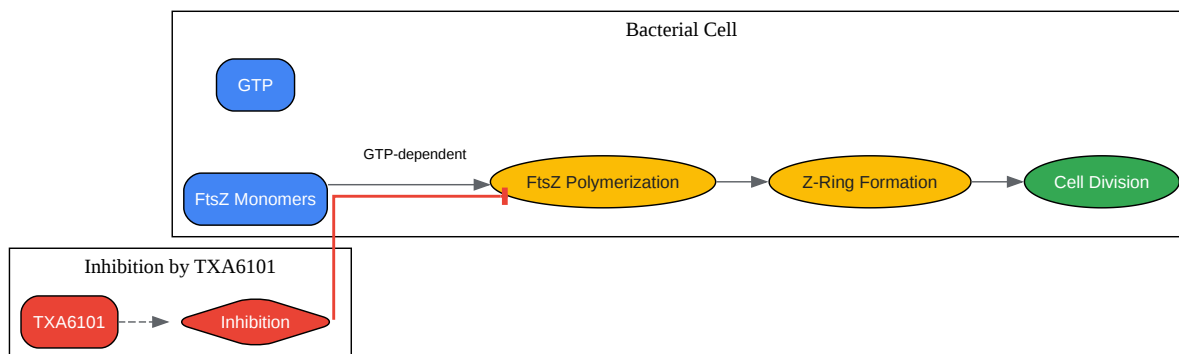 Bacterial Cell
GTP
GTP-dependent
FtsZ Monomers
FtsZ Polymerization
Z-Ring Formation
Cell Division
Inhibition by TXA6101
TXA6101
Inhibition